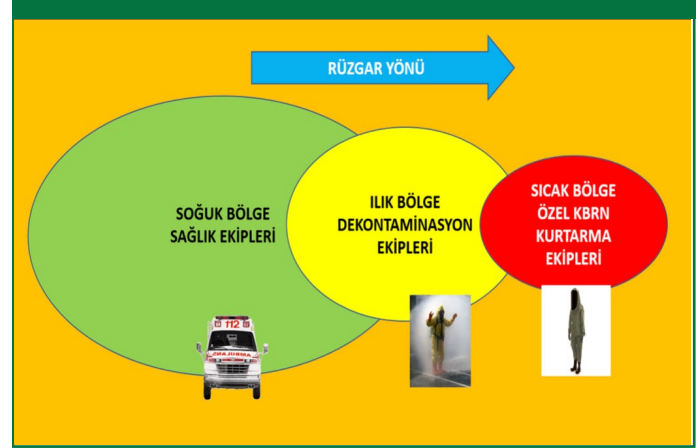 RÜZGAR YÖNÜ
SOĞUK BÖLGE
SAĞLIK EKİPLERİ
ILIK BÖLGE
DEKONTAMİNASYON
EKİPLERİ
SICAK BÖLGE
ÖZEL KBRN
KURTARMA
EKİPLERİ
112